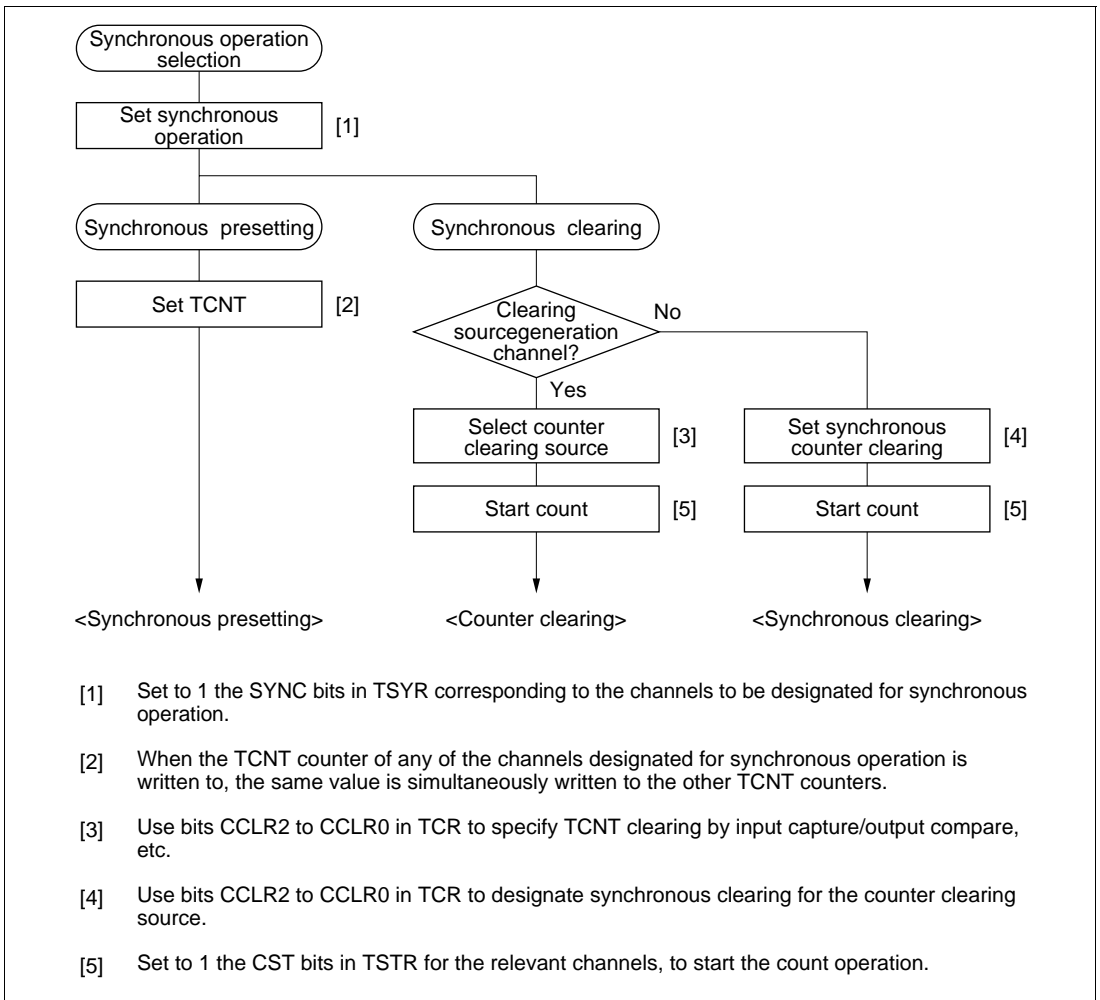 Synchronous operation
selection
Set synchronous
operation
[1]
Synchronous presetting
Synchronous clearing
Set TCNT
[2]
Clearing
sourcegeneration
channel?
No
Yes
Select counter
clearing source
[3]
Set synchronous
counter clearing
[4]
Start count
[5]
Start count
[5]
<Synchronous presetting>
<Counter clearing>
<Synchronous clearing>
[1] Set to 1 the SYNC bits in TSYR corresponding to the channels to be designated for synchronous
operation.
[2] When the TCNT counter of any of the channels designated for synchronous operation is
written to, the same value is simultaneously written to the other TCNT counters.
[3] Use bits CCLR2 to CCLR0 in TCR to specify TCNT clearing by input capture/output compare,
etc.
[4] Use bits CCLR2 to CCLR0 in TCR to designate synchronous clearing for the counter clearing
source.
[5] Set to 1 the CST bits in TSTR for the relevant channels, to start the count operation.